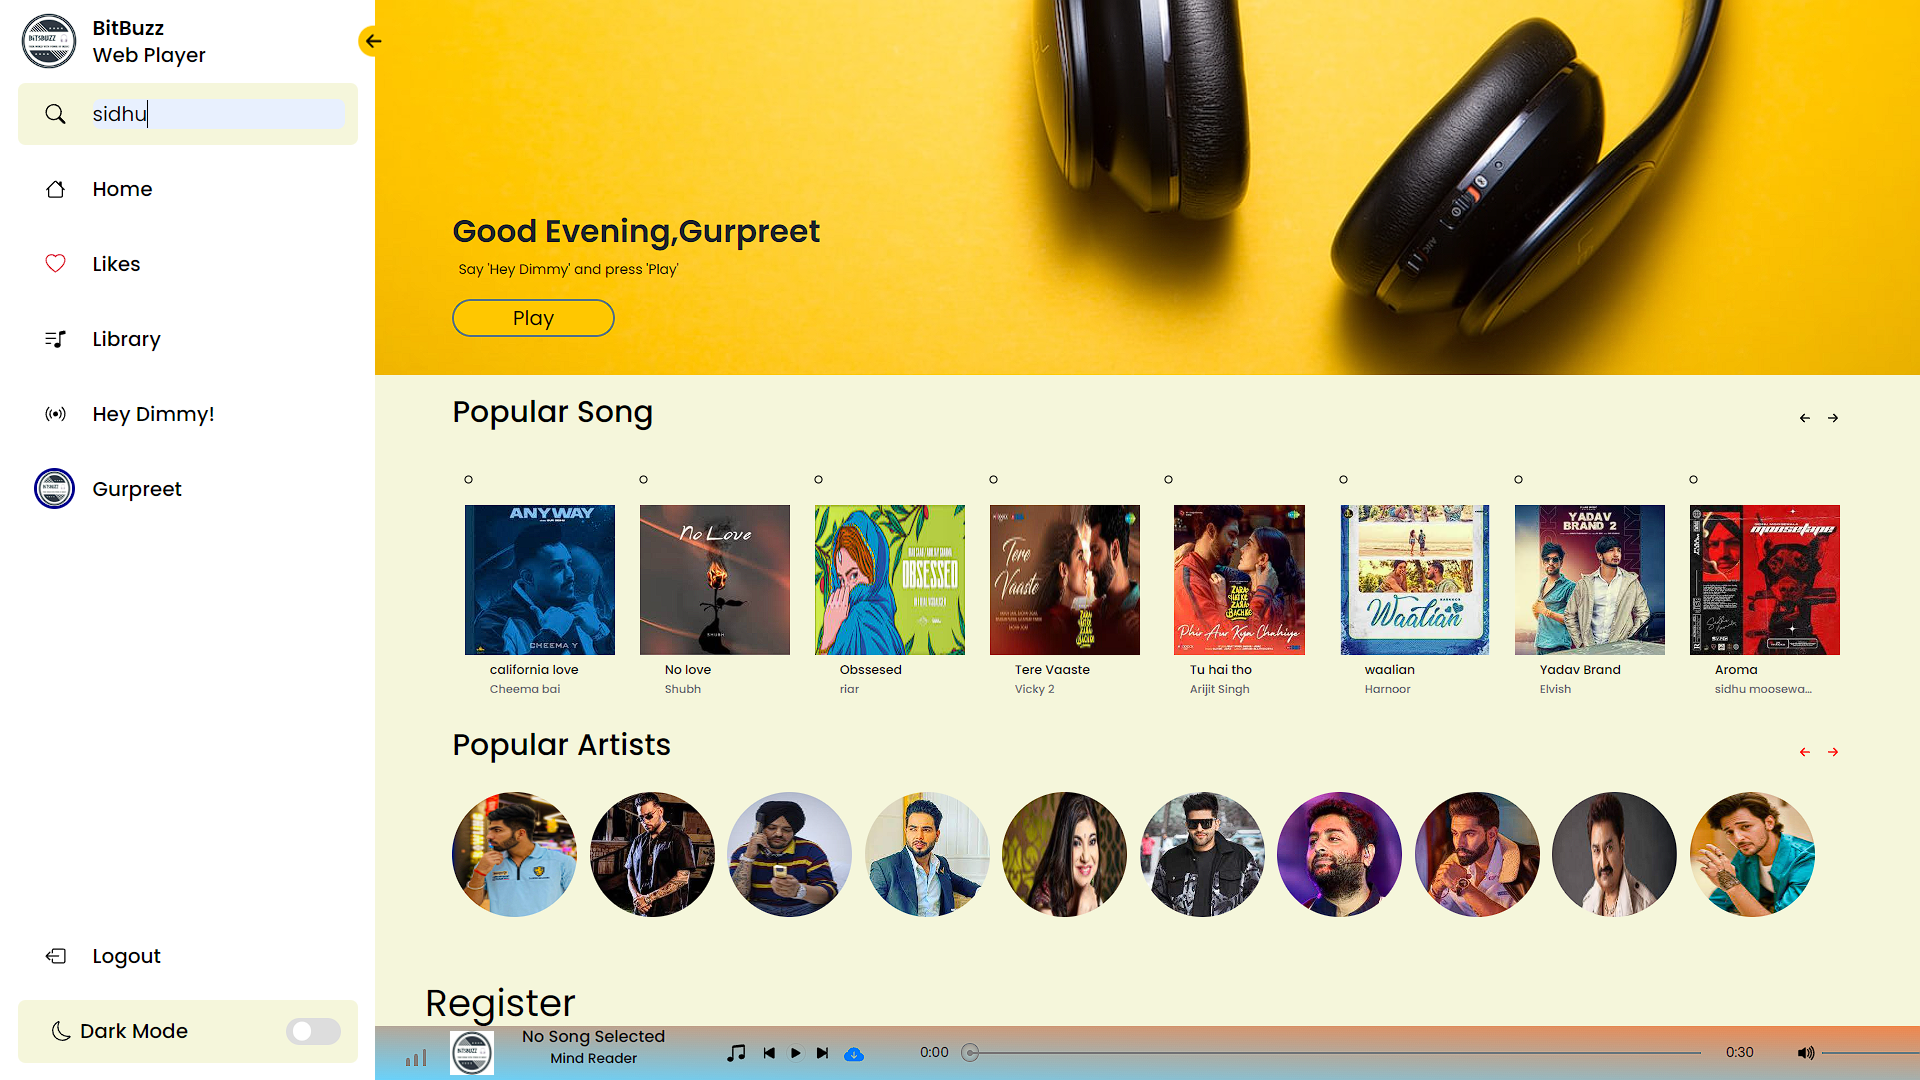 BitBuzz
Web Player
sidhu
Home
Likes
Library
Hey Dimmy!
Gurpreet
Logout
Dark Mode
Good Evening,Gurpreet
Say 'Hey Dimmy' and press 'Play'
Play
Popular Song
ANYWAY
CHEEMA Y
No Love
SHUBH
OBSESSED
Tere
Vaaste
Phir Aur Kya Chahiye
Waalian
YADAV
BRAND 2
moosetape
california love
Cheema bai
No love
Shubh
Obssesed
riar
Tere Vaaste
Vicky 2
Tu hai tho
Arijit Singh
waalian
Harnoor
Yadav Brand
Elvish
Aroma
sidhu moosewa...
Popular Artists
Register
No Song Selected
Mind Reader
0:00
0:30